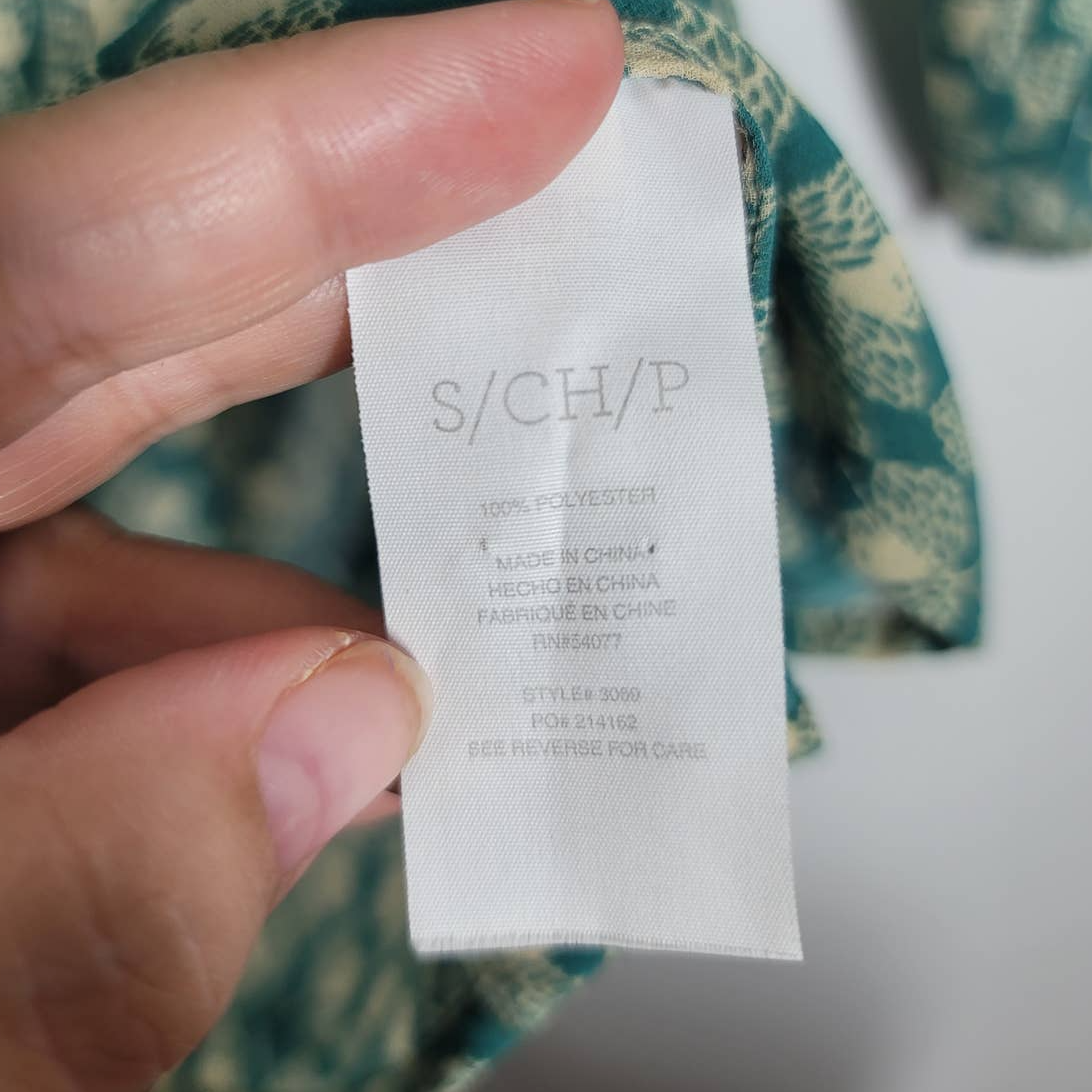 S/CH/P
100% POLYESTER
MADE IN CHINA
HECHO EN CHINA
FABRIQUÉ EN CHINE
RN#54077
STYLE# 3060
PO# 214162
SEE REVERSE FOR CARE